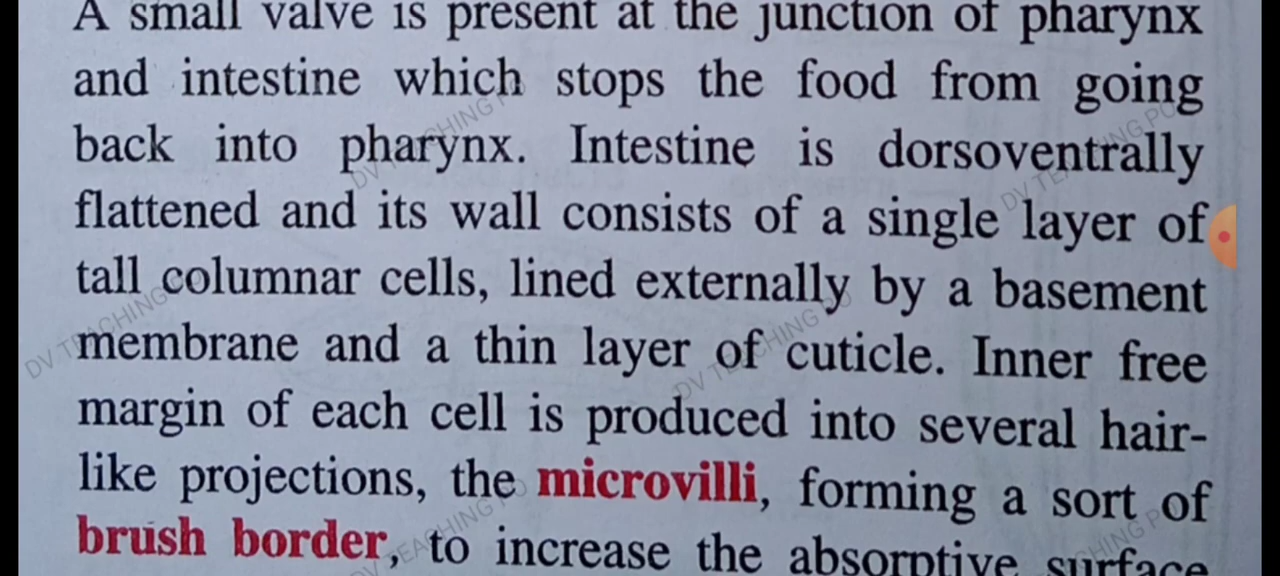 A small valve is present at the junction of pharynx
and intestine which stops the food from going
back into pharynx. Intestine is dorsoventrally
flattened and its wall consists of a single layer of
tall columnar cells, lined externally by a basement
membrane and a thin layer of cuticle. Inner free
margin of each cell is produced into several hair-
like projections, the microvilli, forming a sort of
brush border, to increase the absorptive surface